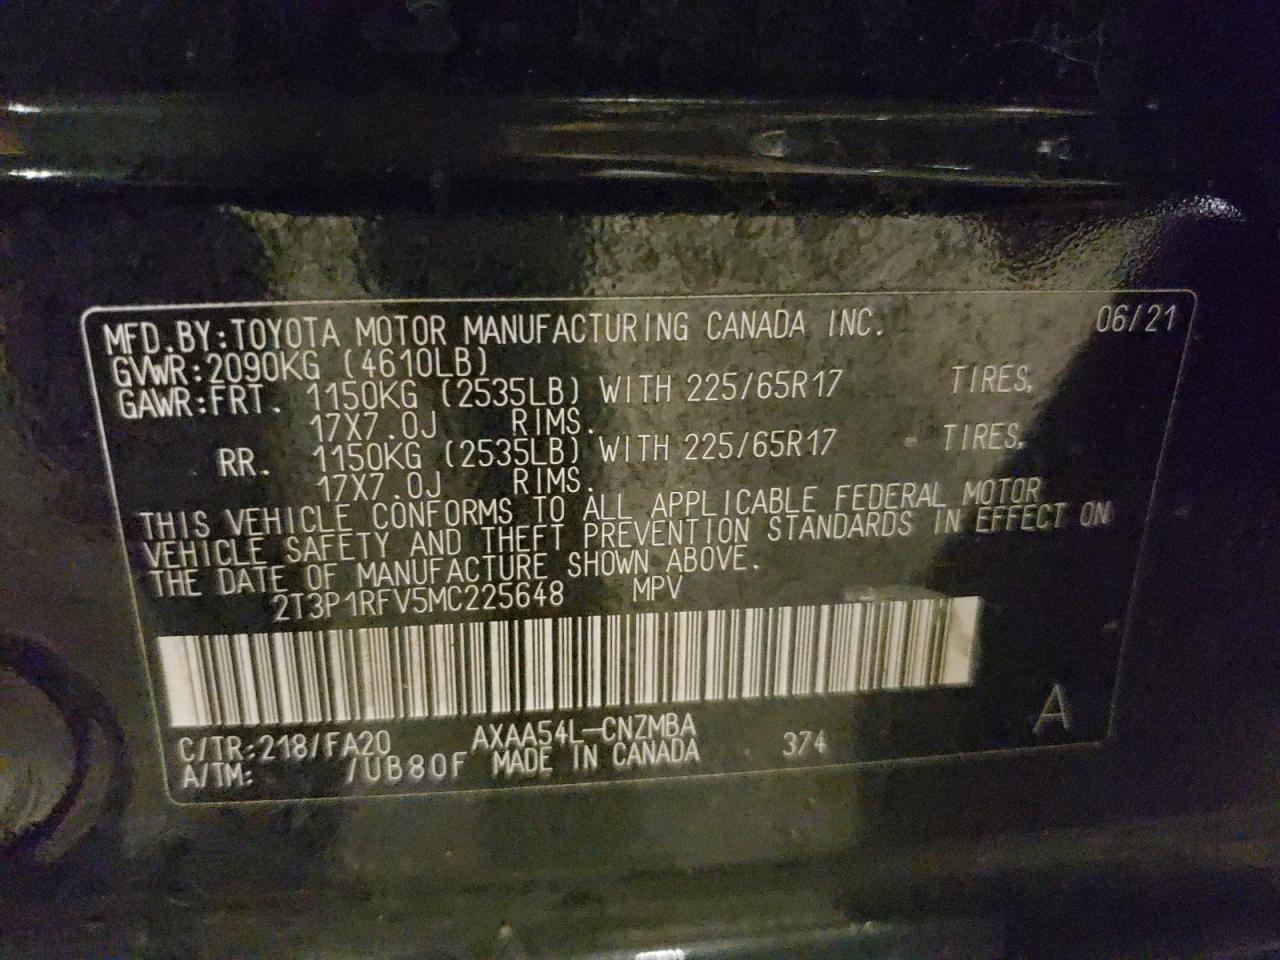 MFD.BY:TOYOTA MOTOR MANUFACTURING CANADA INC. 06/21
GVWR:2090KG (4610LB)
GAWR:FRT. 1150KG (2535LB) WITH 225/65R17 TIRES,
17X7.0J RIMS.
RR. 1150KG (2535LB) WITH 225/65R17 TIRES,
17X7.0J RIMS.
THIS VEHICLE CONFORMS TO ALL APPLICABLE FEDERAL MOTOR
VEHICLE SAFETY AND THEFT PREVENTION STANDARDS IN EFFECT ON
THE DATE OF MANUFACTURE SHOWN ABOVE.
2T3P1RFV5MC225648 MPV
C/TR:218/FA20 AXAA54L-CNZMBA 374 A
A/TM: /UB80F MADE IN CANADA